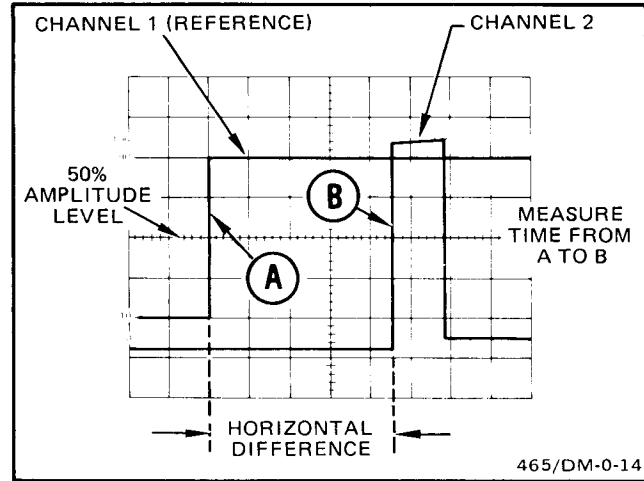 CHANNEL 1 (REFERENCE)
CHANNEL 2
50%
AMPLITUDE
LEVEL
B
MEASURE
TIME FROM
A TO B
A
HORIZONTAL
DIFFERENCE
465/DM-0-14